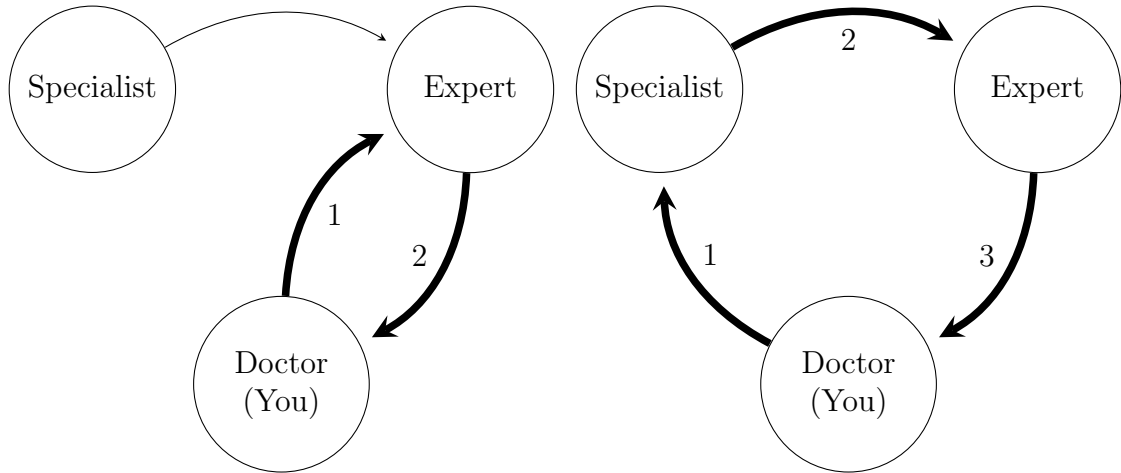 Specialist
Expert
1
2
Doctor
(You)
Specialist
2
Expert
1
3
Doctor
(You)